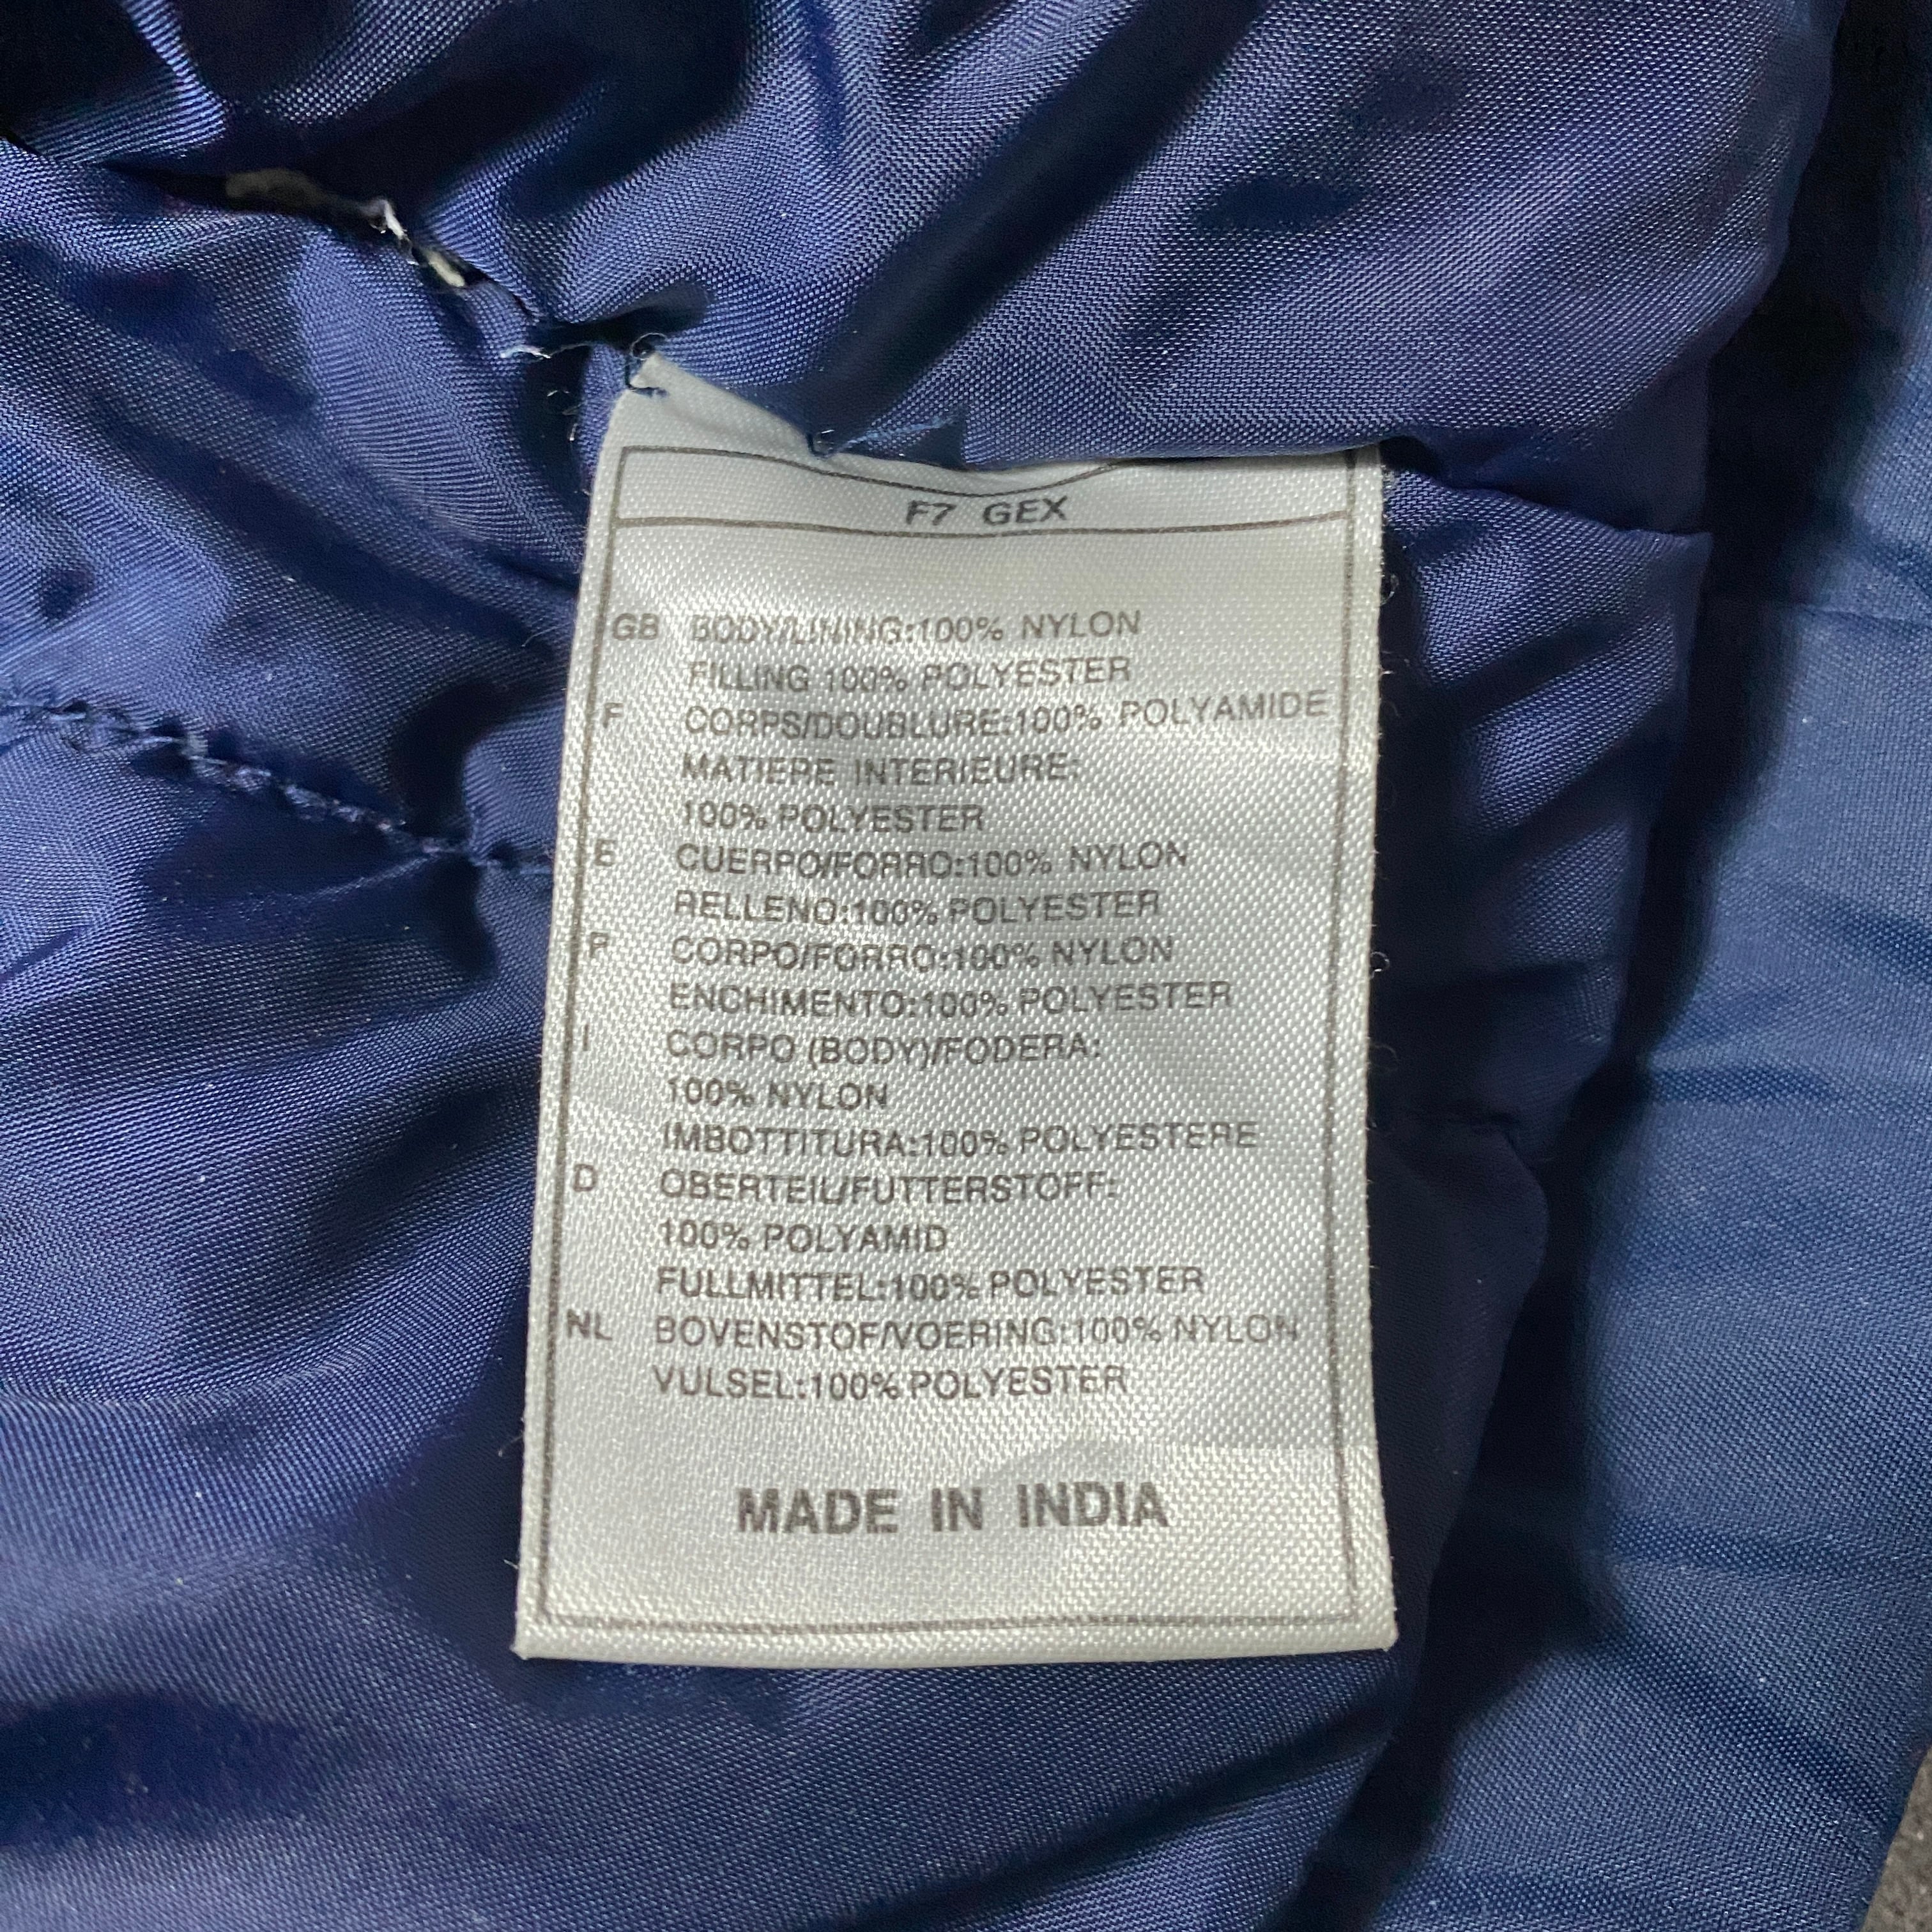 F7 GEX
GB BODY/LINING:100% NYLON
FILLING 100% POLYESTER
F CORPS/DOUBLURE:100% POLYAMIDE
MATIERE INTERIEURE:
100% POLYESTER
E CUERPO/FORRO:100% NYLON
RELLENO:100% POLYESTER
P CORPO/FORRO:100% NYLON
ENCHIMENTO:100% POLYESTER
I CORPO (BODY)/FODERA:
100% NYLON
IMBOTTITURA:100% POLYESTERE
D OBERTEIL/FUTTERSTOFF:
100% POLYAMID
FULLMITTEL:100% POLYESTER
NL BOVENSTOF/VOERING:100% NYLON
VULSEL:100% POLYESTER
MADE IN INDIA